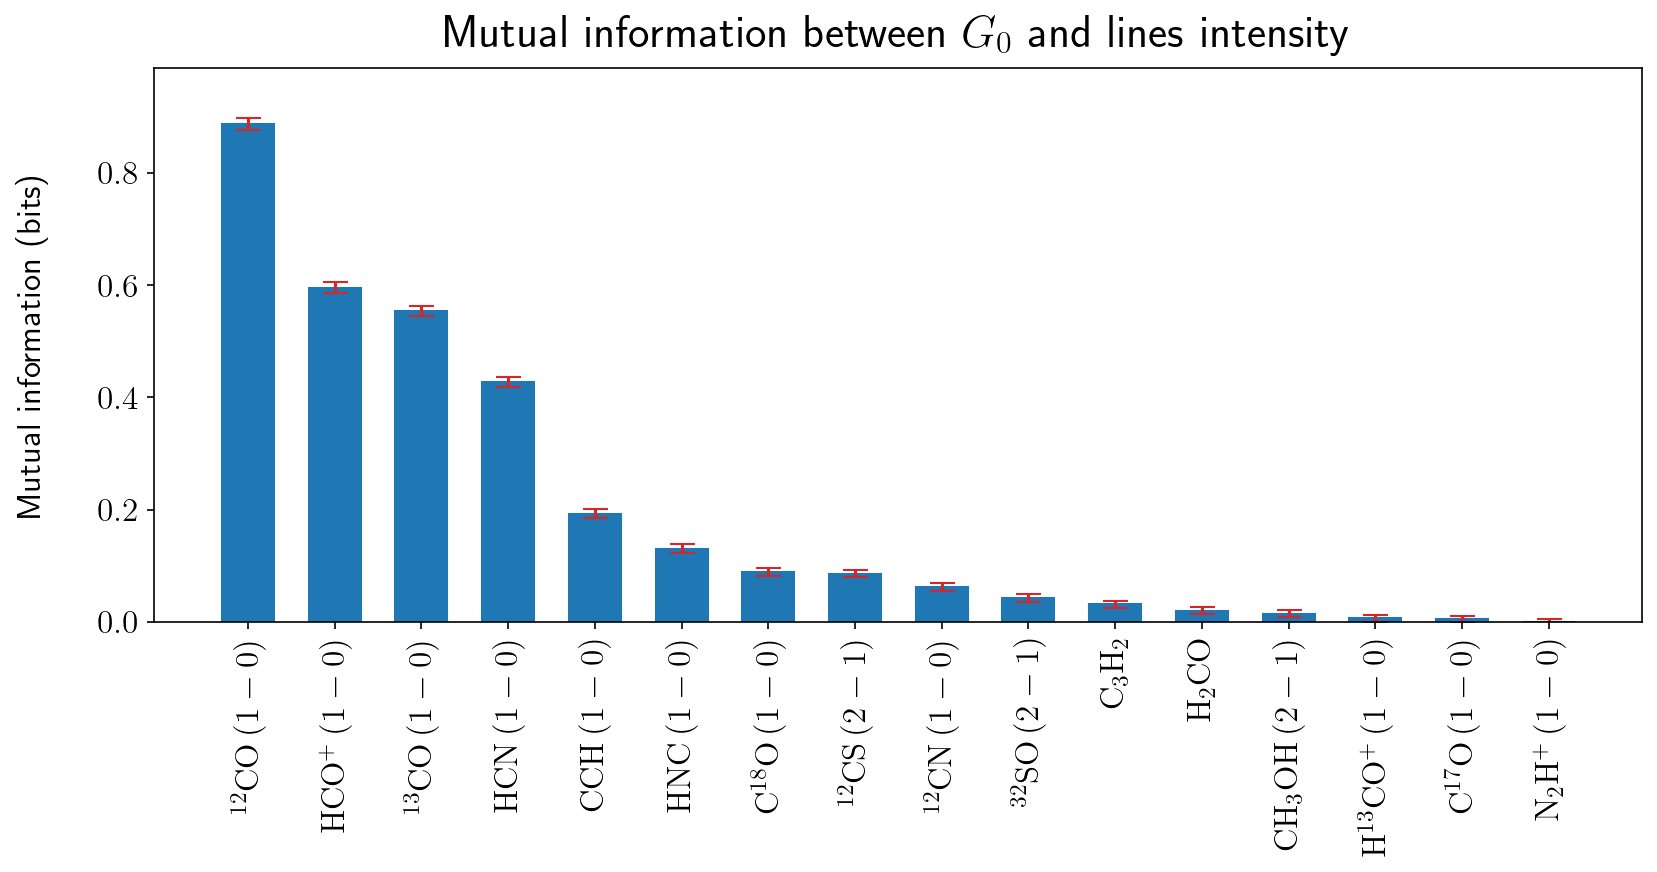 Mutual information between G₀ and lines intensity
Mutual information (bits)
0.8
0.6
0.4
0.2
0.0
¹²CO (1 − 0)
HCO⁺ (1 − 0)
¹³CO (1 − 0)
HCN (1 − 0)
CCH (1 − 0)
HNC (1 − 0)
C¹⁸O (1 − 0)
¹²CS (2 − 1)
¹²CN (1 − 0)
³²SO (2 − 1)
C₃H₂
H₂CO
CH₃OH (2 − 1)
H¹³CO⁺ (1 − 0)
C¹⁷O (1 − 0)
N₂H⁺ (1 − 0)